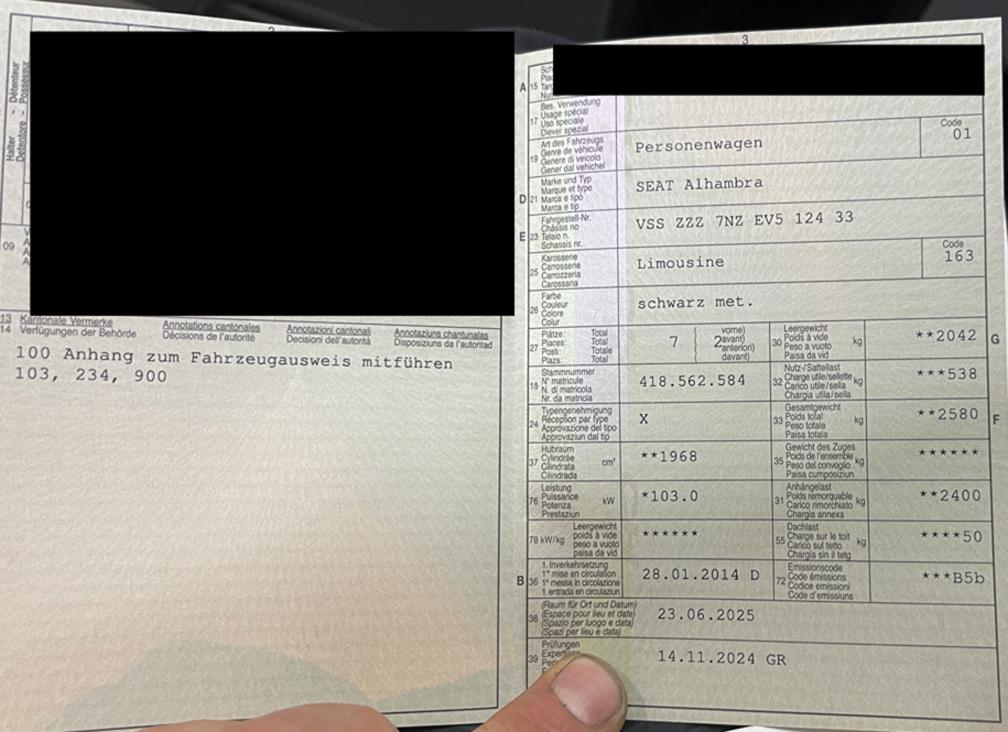 3
Halter - Détenteur
Detentore - Possessur
09
13 Kantonale Vermerke
14 Verfügungen der Behörde
Annotations cantonales
Décisions de l'autorité
Annotazioni cantonali
Decisioni dell'autorità
Annotaziuns chantunalas
Disposiziuns da l'autoritad
100 Anhang zum Fahrzeugausweis mitführen
103, 234, 900
A 15
17 Bes. Verwendung
Usage spécial
Uso speciale
Diever spezial
19 Art des Fahrzeugs
Genre de véhicule
Genere di veicolo
Gener dal vehichel
Personenwagen
Code
01
D 21 Marke und Typ
Marque et type
Marca e tipo
Marca e tip
SEAT Alhambra
E 23 Fahrgestell-Nr.
Châssis no
Telaio n.
Schassis nr.
VSS ZZZ 7NZ EV5 124 33
25 Karosserie
Carrosserie
Carrozzeria
Carossaria
Limousine
Code
163
26 Farbe
Couleur
Colore
Colur
schwarz met.
27 Plätze: Total
Places: Total
Posti: Totale
Plazs: Total
7 ( 2 vorne)
avant)
anteriori)
davant)
30 Leergewicht
Poids à vide
Peso a vuoto
Paisa da vid
kg
**2042
G
18 Stammnummer
N° matricule
N. di matricola
Nr. da matricla
418.562.584
32 Nutz-/Sattellast
Charge utile/sellette
Carico utile/sella
Chargia utila/sella
kg
***538
24 Typengenehmigung
Réception par type
Approvazione del tipo
Approvaziun dal tip
X
33 Gesamtgewicht
Poids total
Peso totale
Paisa totala
kg
**2580
F
37 Hubraum
Cylindrée
Cilindrata
Cilindrada
cm³
**1968
35 Gewicht des Zuges
Poids de l'ensemble
Peso del convoglio
Paisa cumposiziun
kg
******
76 Leistung
Puissance
Potenza
Prestaziun
kW
*103.0
31 Anhängelast
Poids remorquable
Carico rimorchiato
Chargia annexa
kg
**2400
78 kW/kg Leergewicht
poids à vide
peso a vuoto
paisa da vid
******
55 Dachlast
Charge sur le toit
Carico sul tetto
Chargia sin il tetg
kg
****50
B 36 1. Inverkehrsetzung
1re mise en circulation
1a messa in circolazione
1. entrada en circulaziun
28.01.2014 D
72 Emissionscode
Code émissions
Codice emissioni
Code d'emissiuns
***B5b
38 (Raum für Ort und Datum)
(Espace pour lieu et date)
(Spazio per luogo e data)
(Spazi per lieu e data)
23.06.2025
39 Prüfungen
14.11.2024 GR